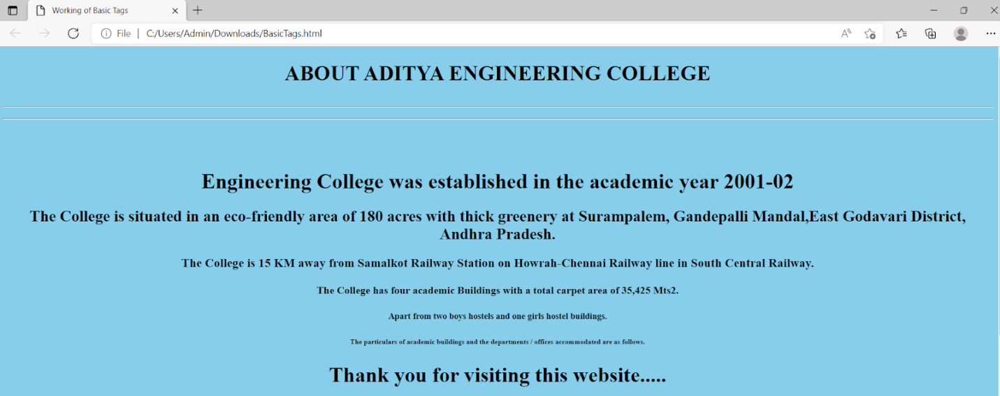 Working of Basic Tags
File | C:/Users/Admin/Downloads/BasicTags.html
ABOUT ADITYA ENGINEERING COLLEGE
Engineering College was established in the academic year 2001-02
The College is situated in an eco-friendly area of 180 acres with thick greenery at Surampalem, Gandepalli Mandal,East Godavari District,
Andhra Pradesh.
The College is 15 KM away from Samalkot Railway Station on Howrah-Chennai Railway line in South Central Railway.
The College has four academic Buildings with a total carpet area of 35,425 Mts2.
Apart from two boys hostels and one girls hostel buildings.
The particulars of academic buildings and the departments / offices accommodated are as follows.
Thank you for visiting this website.....